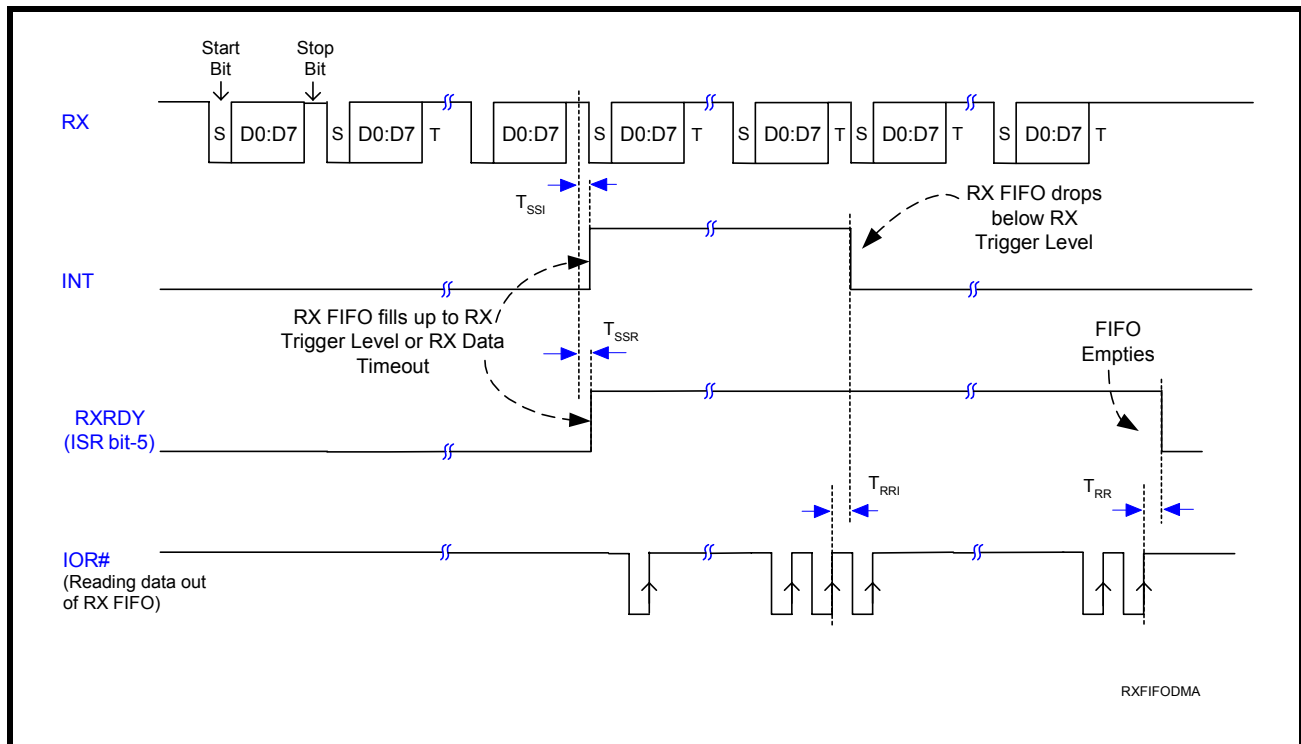 Start
Bit
Stop
Bit
RX
S D0:D7 S D0:D7 T D0:D7 S D0:D7 T S D0:D7 T S D0:D7 T S D0:D7 T
TSSI
RX FIFO drops
below RX
Trigger Level
INT
RX FIFO fills up to RX
Trigger Level or RX Data
Timeout
TSSR
FIFO
Empties
RXRDY
(ISR bit-5)
TRRI
TRR
IOR#
(Reading data out
of RX FIFO)
RXFIFODMA